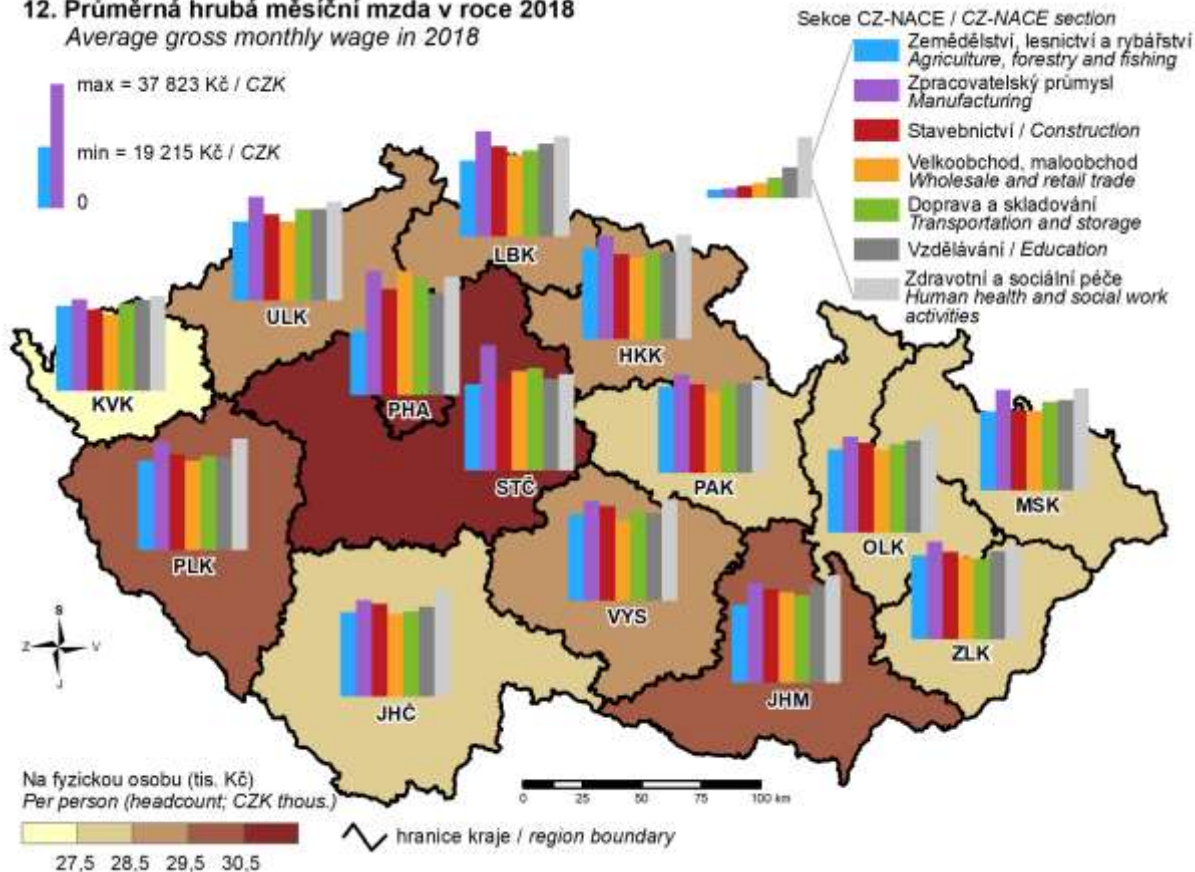 12. Průměrná hrubá měsíční mzda v roce 2018
Average gross monthly wage in 2018
max = 37 823 Kč / CZK
min = 19 215 Kč / CZK
0
Sekce CZ-NACE / CZ-NACE section
Zemědělství, lesnictví a rybářství
Agriculture, forestry and fishing
Zpracovatelský průmysl
Manufacturing
Stavebnictví / Construction
Velkoobchod, maloobchod
Wholesale and retail trade
Doprava a skladování
Transportation and storage
Vzdělávání / Education
Zdravotní a sociální péče
Human health and social work
activities
LBK
ULK
HKK
KVK
PHA
STČ
PAK
MSK
OLK
PLK
VYS
ZLK
JHČ
JHM
S
Z
V
J
Na fyzickou osobu (tis. Kč)
Per person (headcount; CZK thous.)
27,5 28,5 29,5 30,5
0 25 50 75 100 km
hranice kraje / region boundary